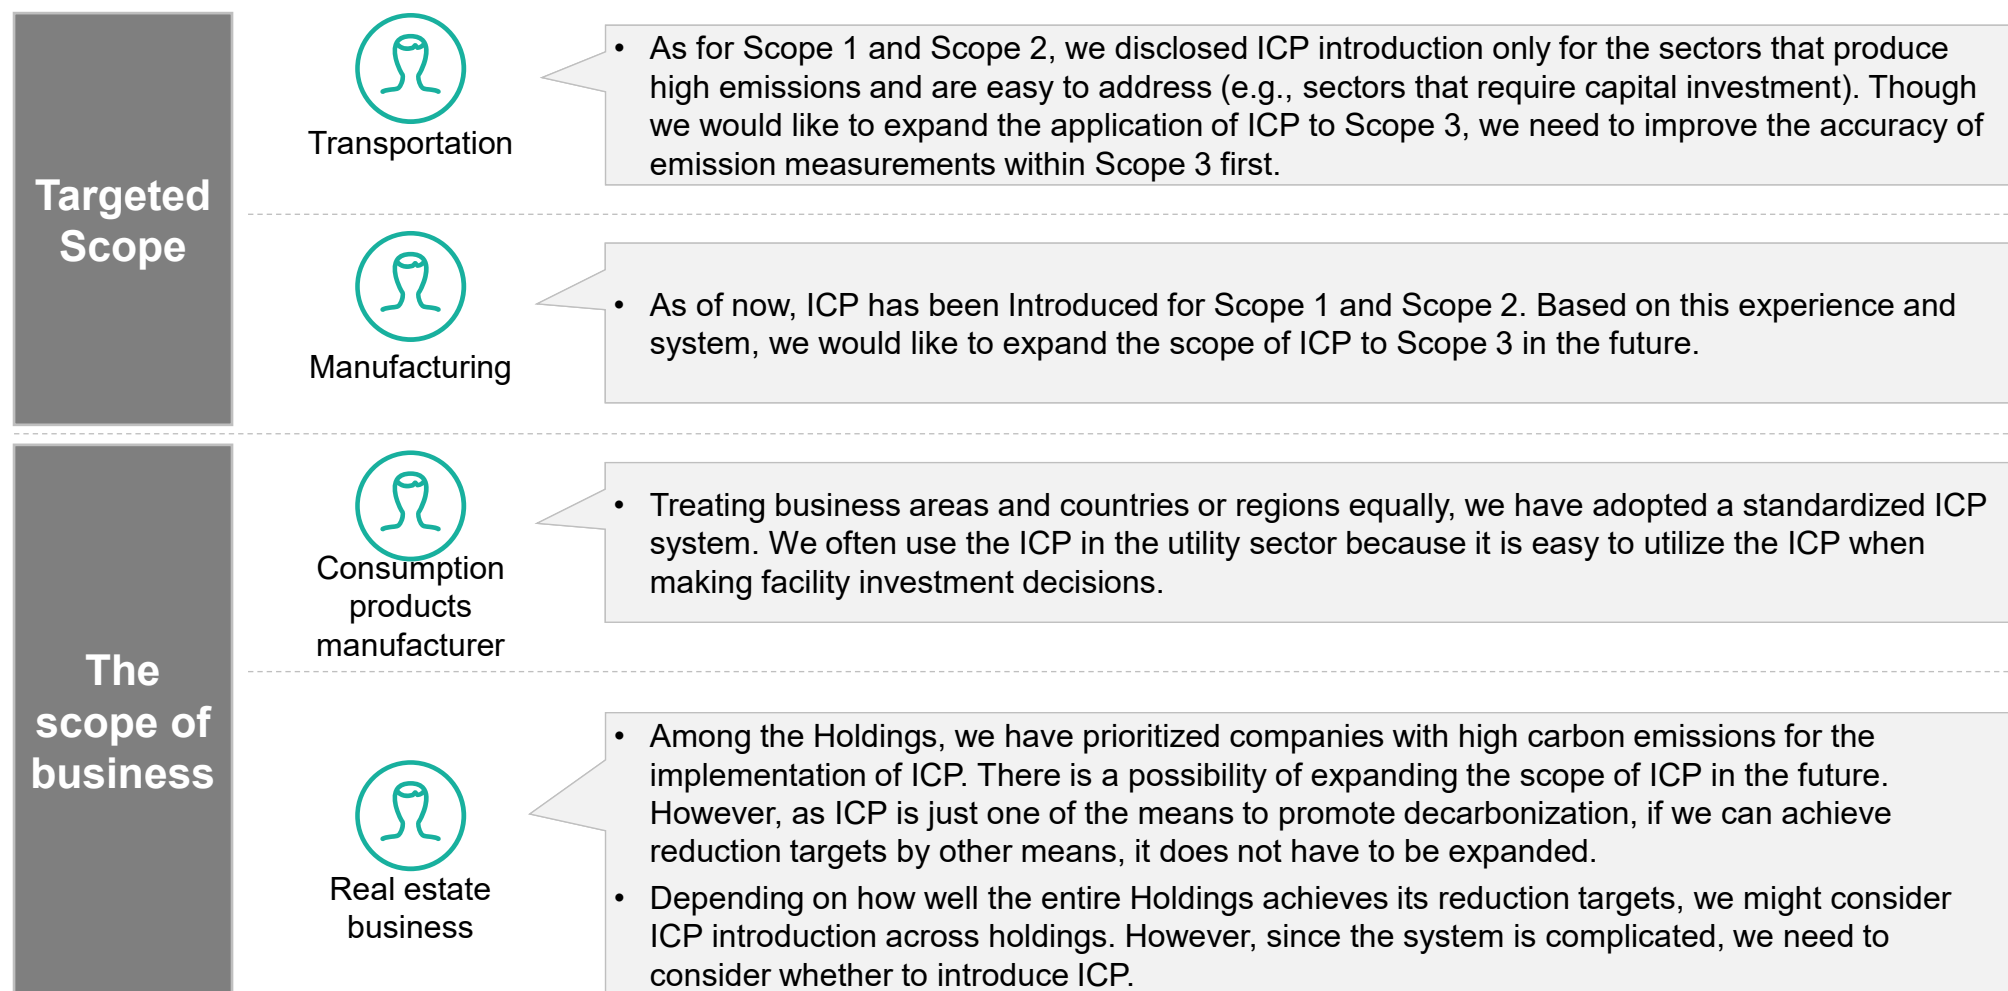 Targeted
Scope
Transportation
• As for Scope 1 and Scope 2, we disclosed ICP introduction only for the sectors that produce
high emissions and are easy to address (e.g., sectors that require capital investment). Though
we would like to expand the application of ICP to Scope 3, we need to improve the accuracy of
emission measurements within Scope 3 first.
Manufacturing
• As of now, ICP has been Introduced for Scope 1 and Scope 2. Based on this experience and
system, we would like to expand the scope of ICP to Scope 3 in the future.
The
scope of
business
Consumption
products
manufacturer
• Treating business areas and countries or regions equally, we have adopted a standardized ICP
system. We often use the ICP in the utility sector because it is easy to utilize the ICP when
making facility investment decisions.
Real estate
business
• Among the Holdings, we have prioritized companies with high carbon emissions for the
implementation of ICP. There is a possibility of expanding the scope of ICP in the future.
However, as ICP is just one of the means to promote decarbonization, if we can achieve
reduction targets by other means, it does not have to be expanded.
• Depending on how well the entire Holdings achieves its reduction targets, we might consider
ICP introduction across holdings. However, since the system is complicated, we need to
consider whether to introduce ICP.